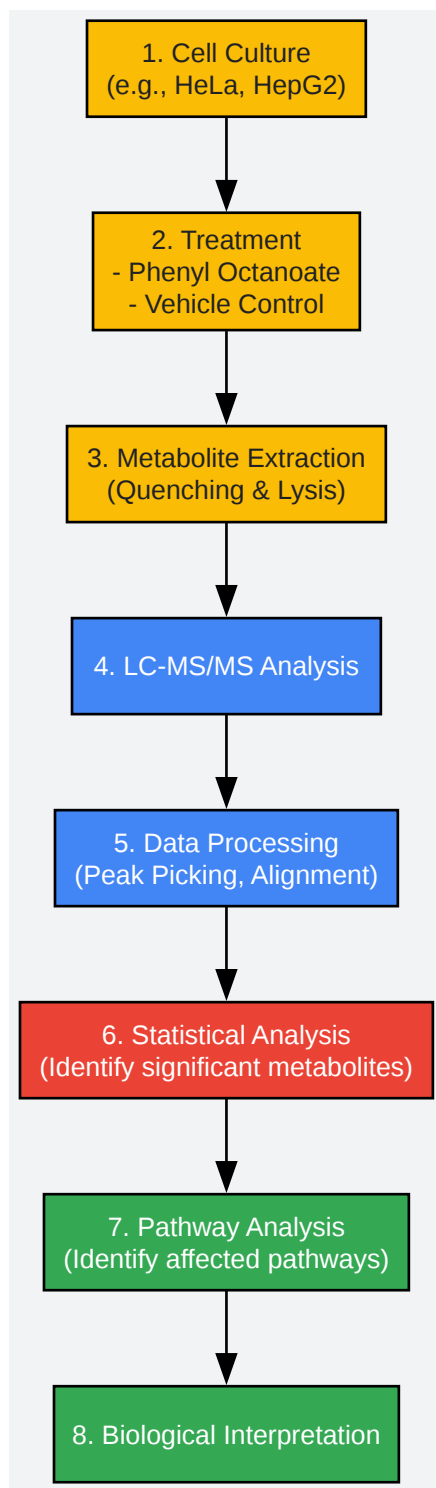 1. Cell Culture
(e.g., HeLa, HepG2)
2. Treatment
- Phenyl Octanoate
- Vehicle Control
3. Metabolite Extraction
(Quenching & Lysis)
4. LC-MS/MS Analysis
5. Data Processing
(Peak Picking, Alignment)
6. Statistical Analysis
(Identify significant metabolites)
7. Pathway Analysis
(Identify affected pathways)
8. Biological Interpretation